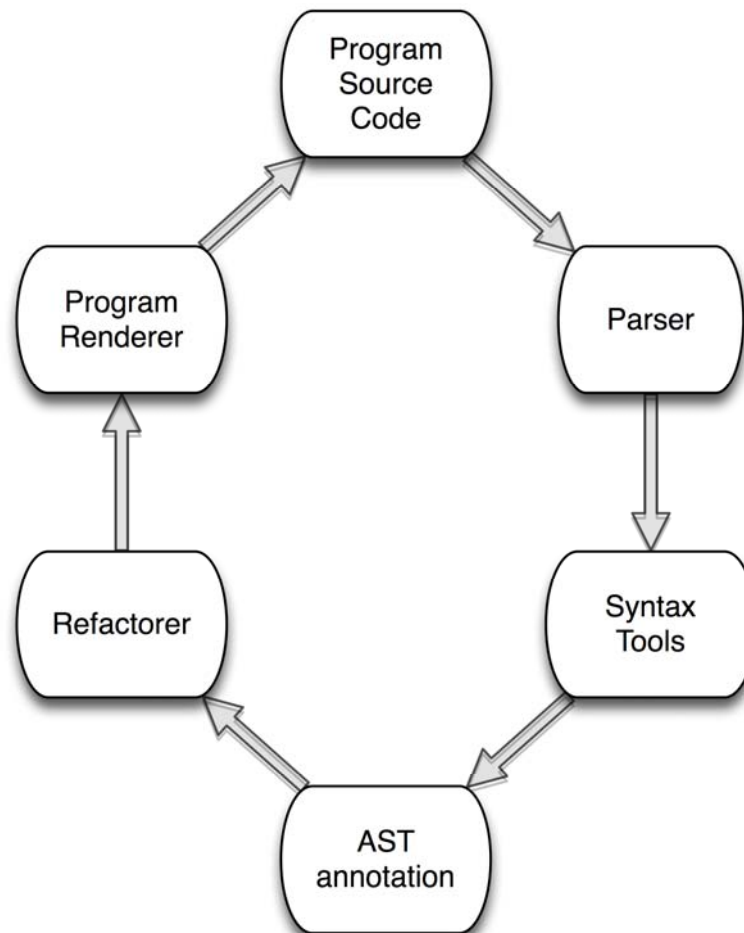 Program
Source
Code
Program
Renderer
Parser
Refactorer
Syntax
Tools
AST
annotation